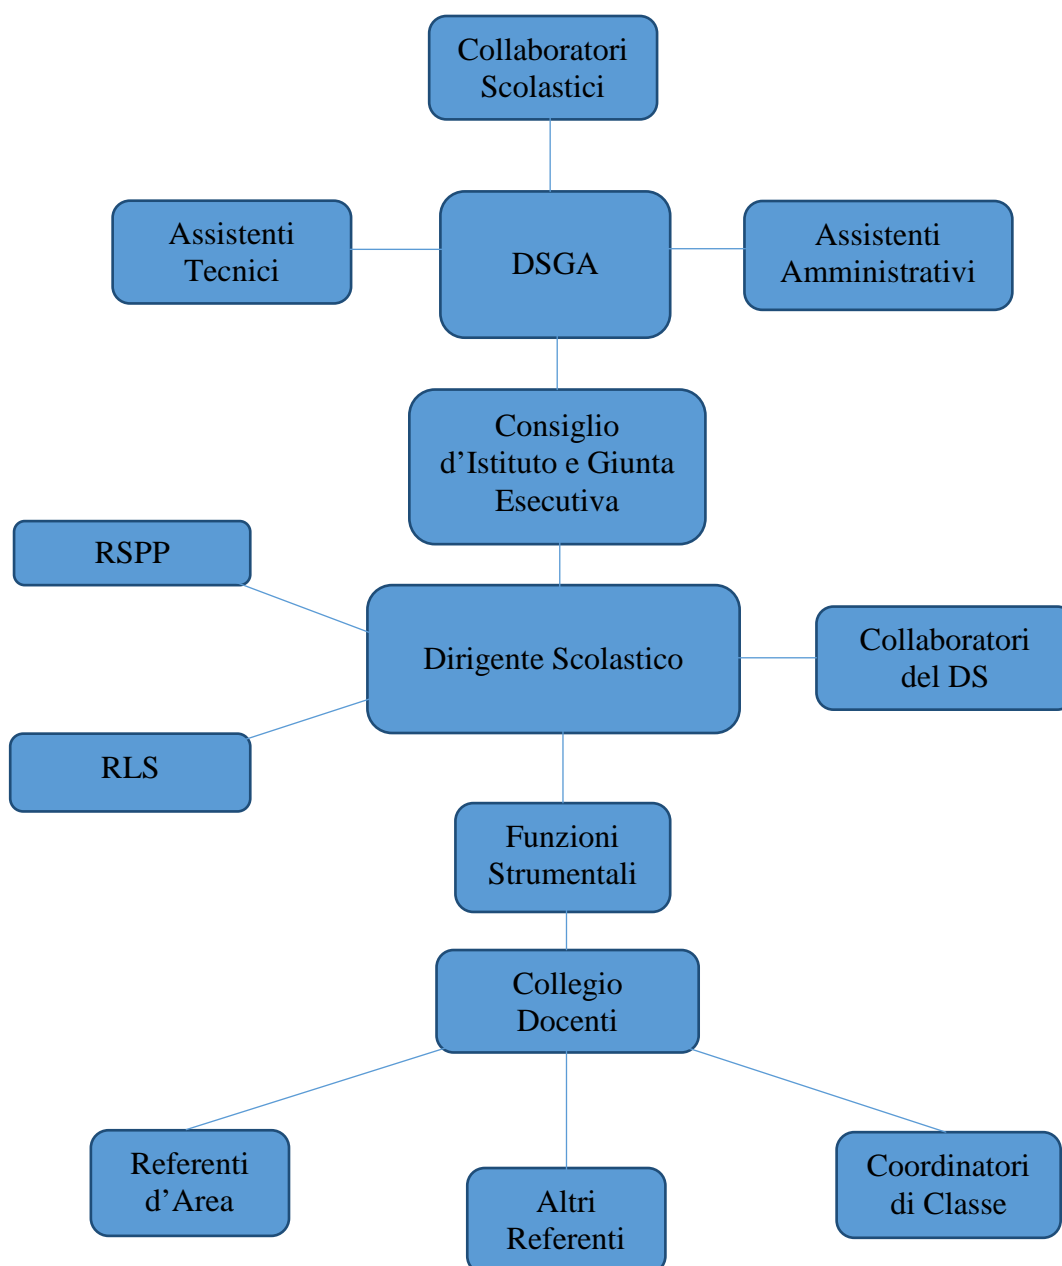 Collaboratori
Scolastici
Assistenti
Tecnici
DSGA
Assistenti
Amministrativi
Consiglio
d’Istituto e Giunta
Esecutiva
RSPP
Dirigente Scolastico
Collaboratori
del DS
RLS
Funzioni
Strumentali
Collegio
Docenti
Referenti
d’Area
Altri
Referenti
Coordinatori
di Classe